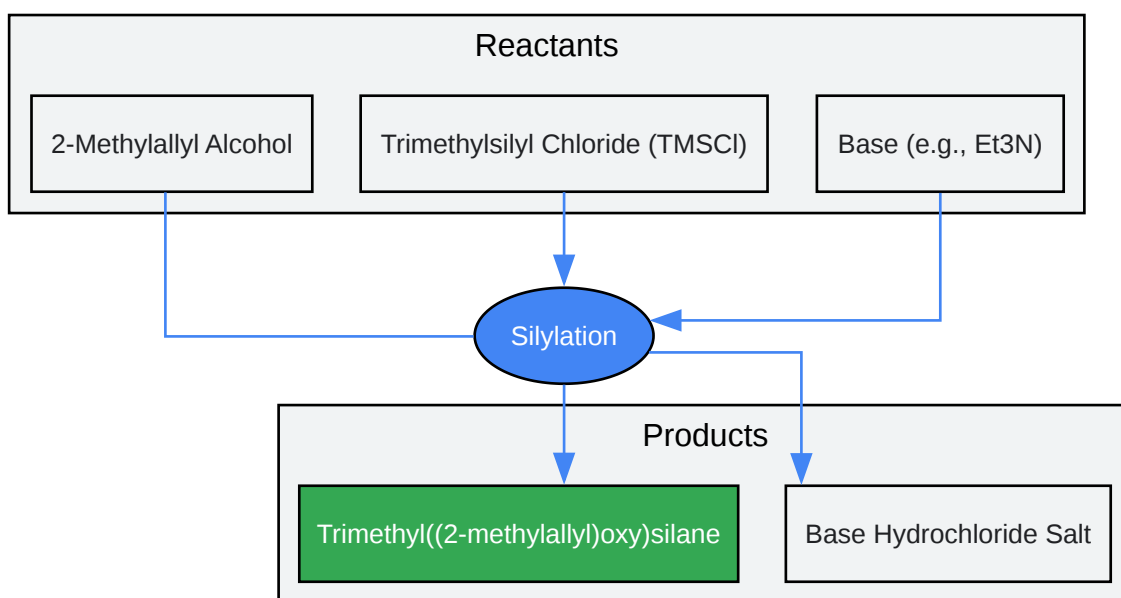 Reactants
2-Methylallyl Alcohol
Trimethylsilyl Chloride (TMSCl)
Base (e.g., Et3N)
Silylation
Products
Trimethyl((2-methylallyl)oxy)silane
Base Hydrochloride Salt